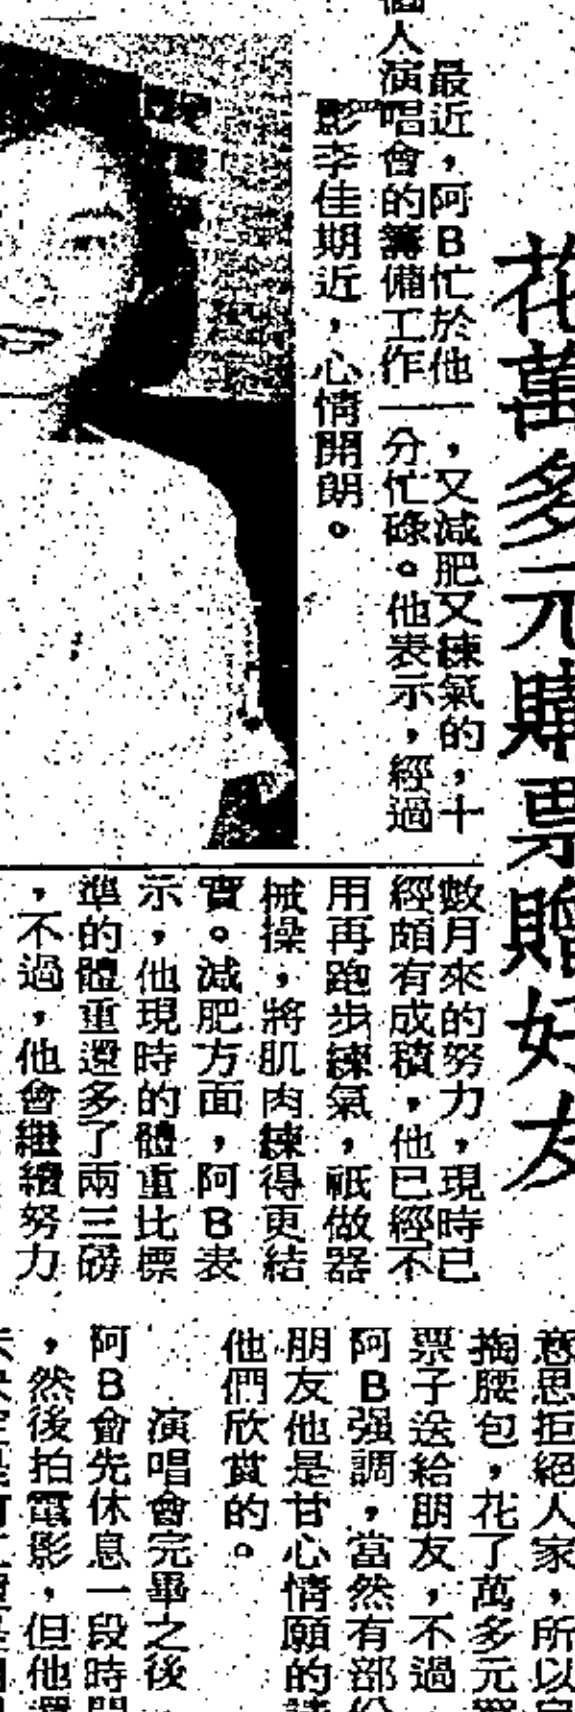 花萬多元購票贈好友
最近，阿B忙於他一
個人演唱會的籌備工作一
，又減肥又練氣的，十
分忙碌。他表示，經過
影李佳期近，心情開朗。
數月來的努力，現時已
經頗有成積，他已經不
用再跑步練氣，祇做器
械操，將肌肉練得更結
實。減肥方面，阿B表
示，他現時的體重比標
準的體重還多了兩三磅
，不過，他會繼續努力
意思拒絕人家，所以自
掏腰包，花了萬多元買
票子送給朋友，不過
阿B强調，當然有部份
朋友他是甘心情願的請
他們欣賞的。
演唱會完畢之後，
阿B會先休息一段時間
，然後拍電影，但他還